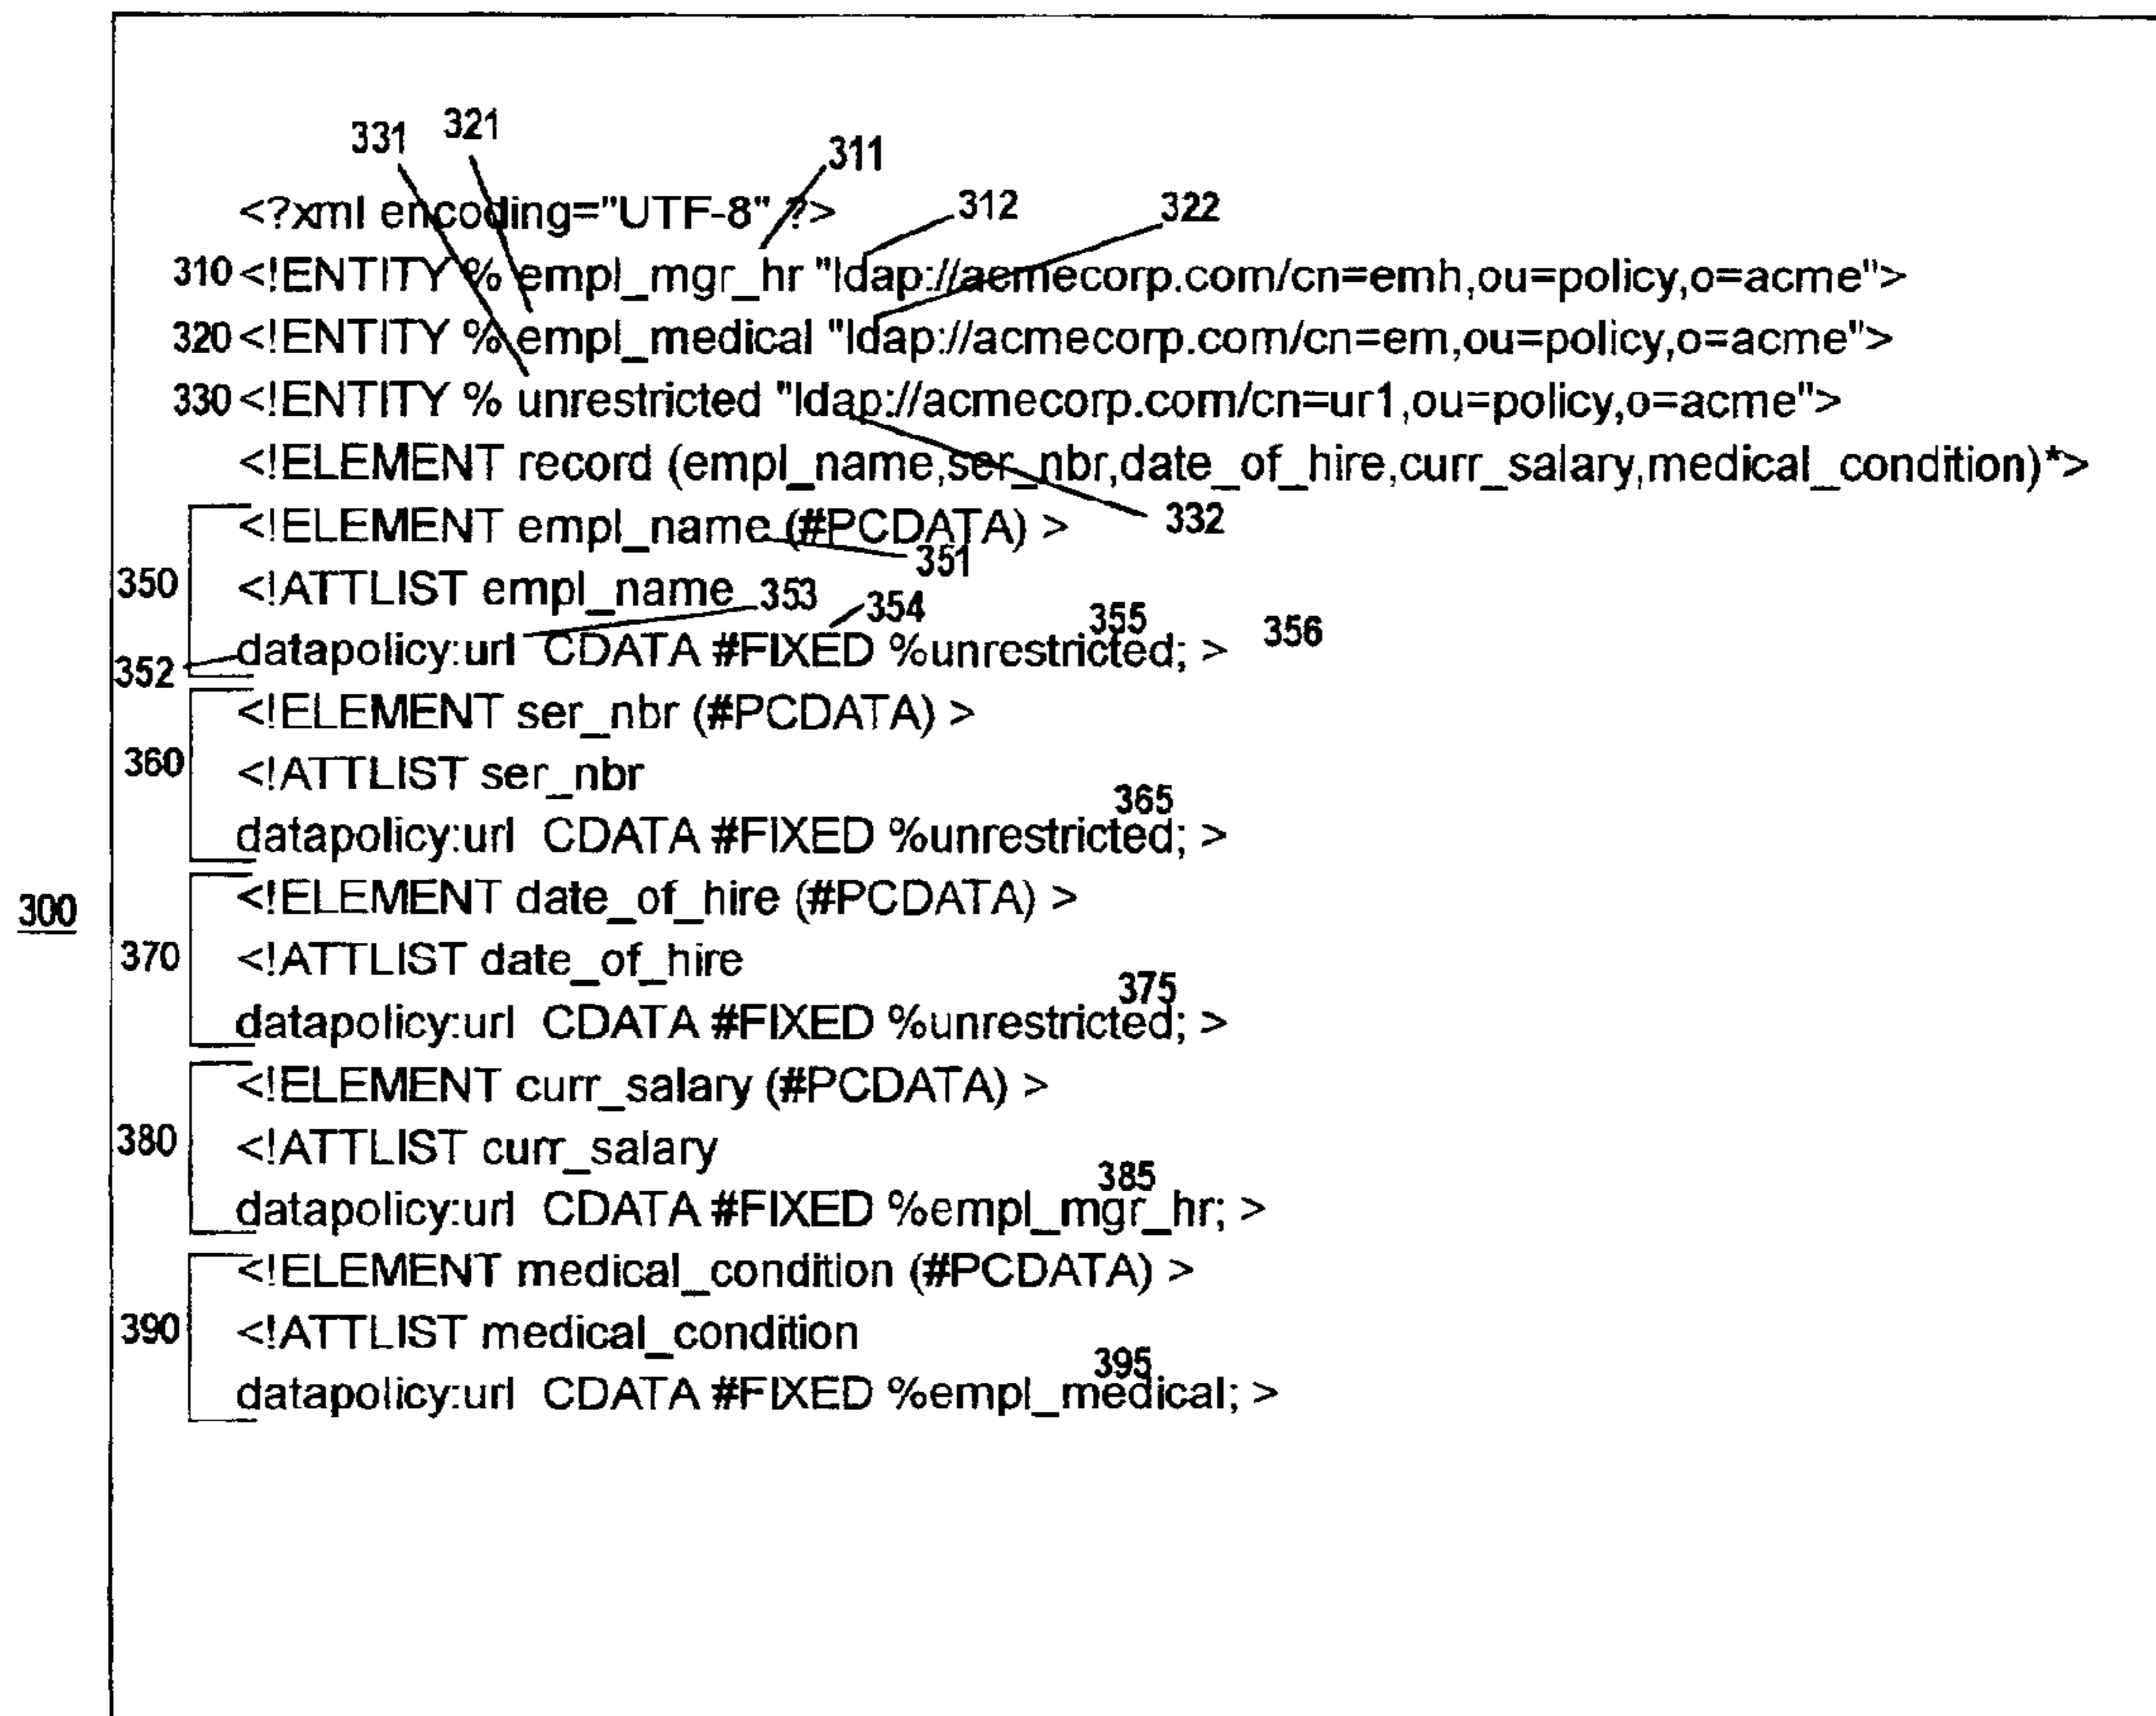 331 321 311
<?xml encoding="UTF-8" ?> 312 322
310 <!ENTITY % empl_mgr_hr "ldap://acmecorp.com/cn=emh,ou=policy,o=acme">
320 <!ENTITY % empl_medical "ldap://acmecorp.com/cn=em,ou=policy,o=acme">
330 <!ENTITY % unrestricted "ldap://acmecorp.com/cn=ur1,ou=policy,o=acme">
<!ELEMENT record (empl_name,ser_nbr,date_of_hire,curr_salary,medical_condition)*>
<!ELEMENT empl_name (#PCDATA) > 332
351
350 <!ATTLIST empl_name 353 354 355 356
352 datapolicy:url CDATA #FIXED %unrestricted; >
<!ELEMENT ser_nbr (#PCDATA) >
360 <!ATTLIST ser_nbr
365
datapolicy:url CDATA #FIXED %unrestricted; >
<!ELEMENT date_of_hire (#PCDATA) >
300
370 <!ATTLIST date_of_hire
375
datapolicy:url CDATA #FIXED %unrestricted; >
<!ELEMENT curr_salary (#PCDATA) >
380 <!ATTLIST curr_salary
385
datapolicy:url CDATA #FIXED %empl_mgr_hr; >
<!ELEMENT medical_condition (#PCDATA) >
390 <!ATTLIST medical_condition
395
datapolicy:url CDATA #FIXED %empl_medical; >